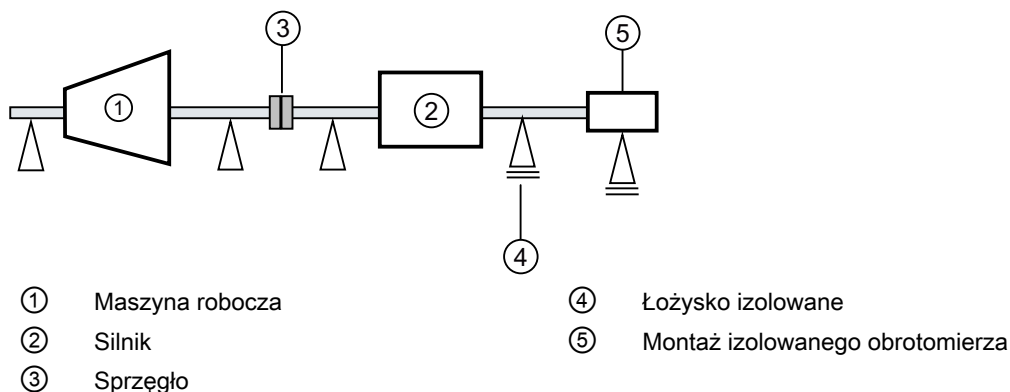 ③
⑤
①
②
④
① Maszyna robocza
② Silnik
③ Sprzęgło
④ Łożysko izolowane
⑤ Montaż izolowanego obrotomierza